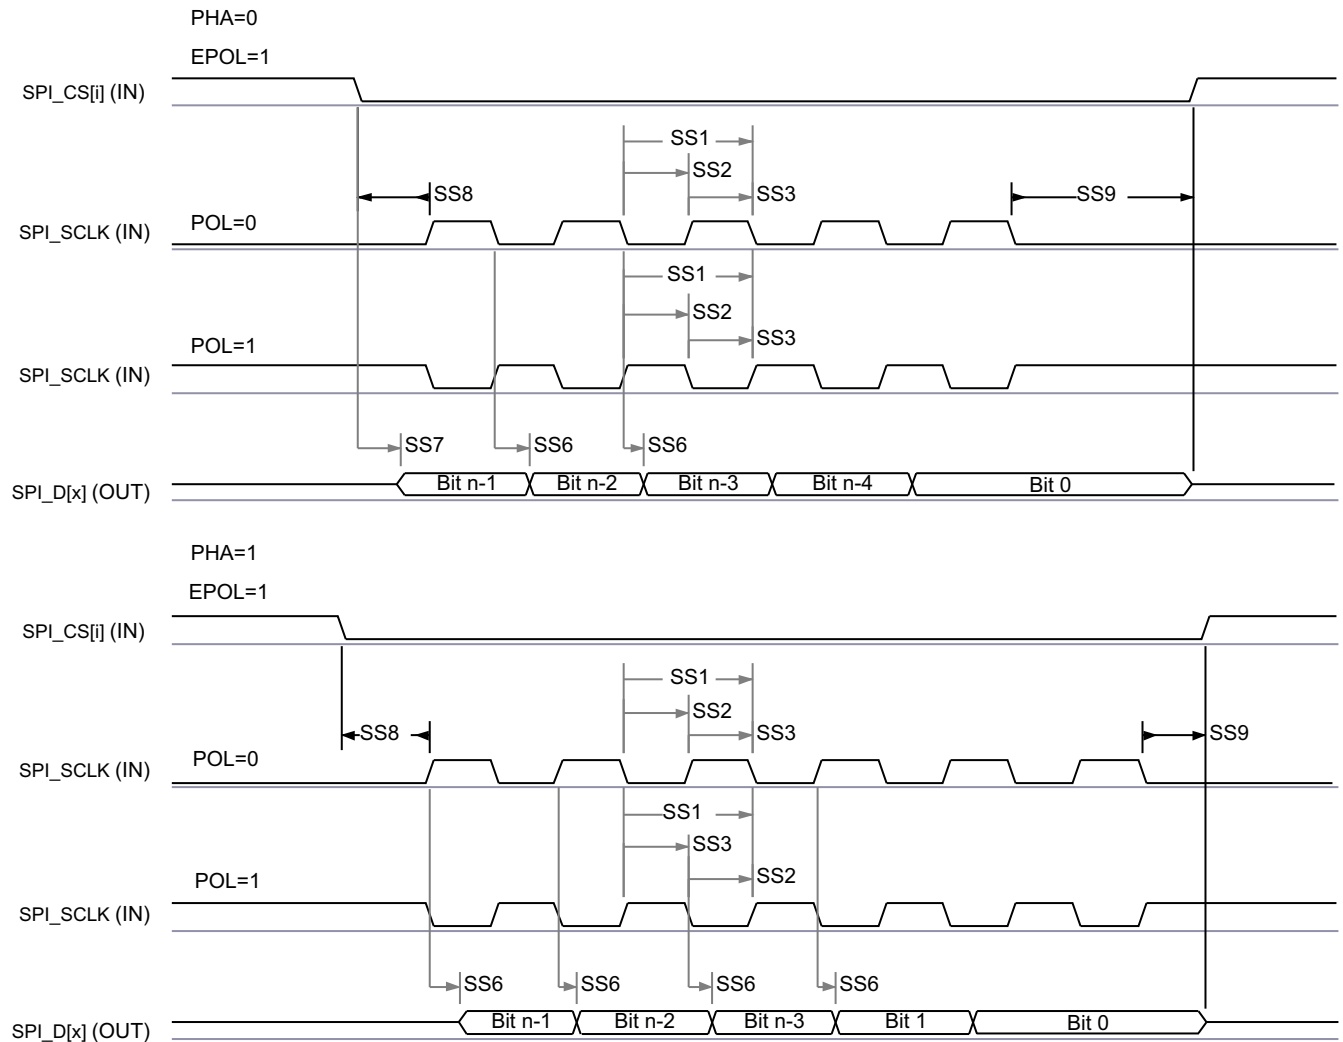 PHA=0
EPOL=1
SPI_CS[i] (IN)
SS1
SS2
SS8 SS3 SS9
POL=0
SPI_SCLK (IN)
SS1
SS2
SS3
POL=1
SPI_SCLK (IN)
SS7 SS6 SS6
SPI_D[x] (OUT) Bit n-1 Bit n-2 Bit n-3 Bit n-4 Bit 0
PHA=1
EPOL=1
SPI_CS[i] (IN)
SS1
SS2
SS8 SS3 SS9
POL=0
SPI_SCLK (IN)
SS1
SS3
SS2
POL=1
SPI_SCLK (IN)
SS6 SS6 SS6 SS6
SPI_D[x] (OUT) Bit n-1 Bit n-2 Bit n-3 Bit 1 Bit 0